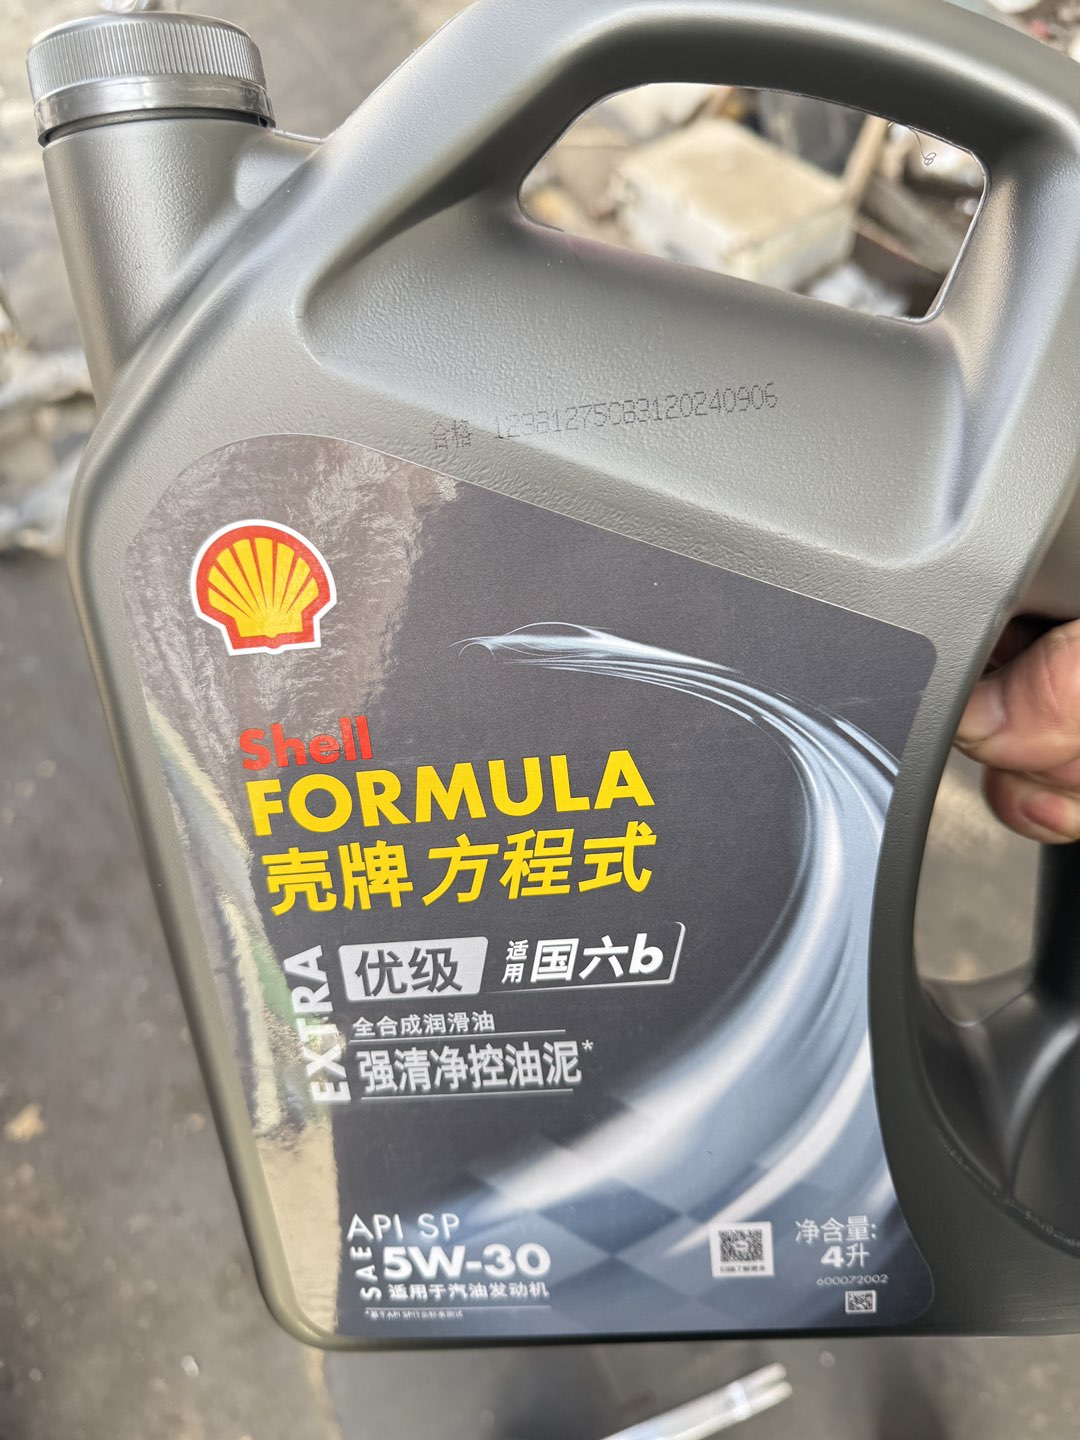 合格 12381275C83120240906
Shell
FORMULA
壳牌方程式
EXTRA
优级
适用国六b
全合成润滑油
强清净控油泥*
API SP
SAE 5W-30
适用于汽油发动机
净含量:
4升
600072002